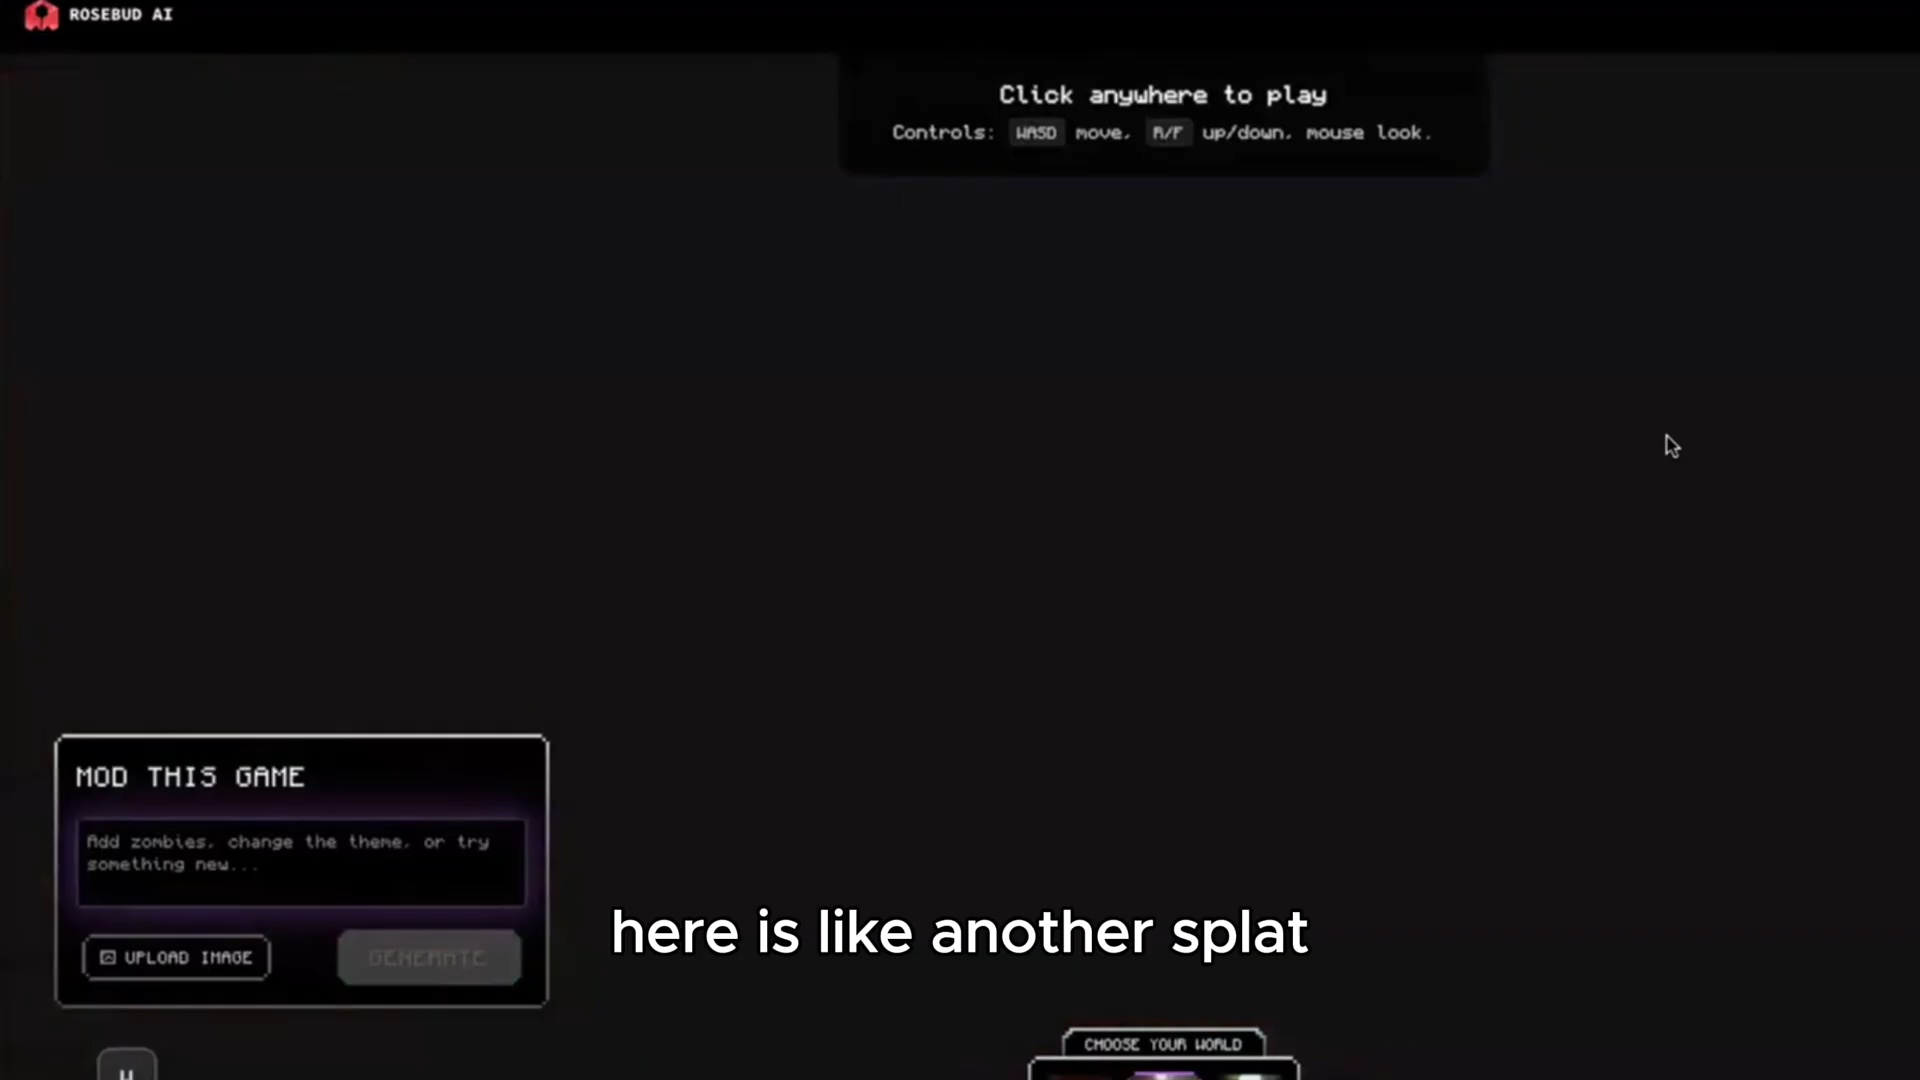 ROSEBUD AI
Click anywhere to play
Controls: WASD move, R/F up/down, mouse look.
MOD THIS GAME
Add zombies, change the theme, or try
something new...
UPLOAD IMAGE
GENERATE
here is like another splat
CHOOSE YOUR WORLD